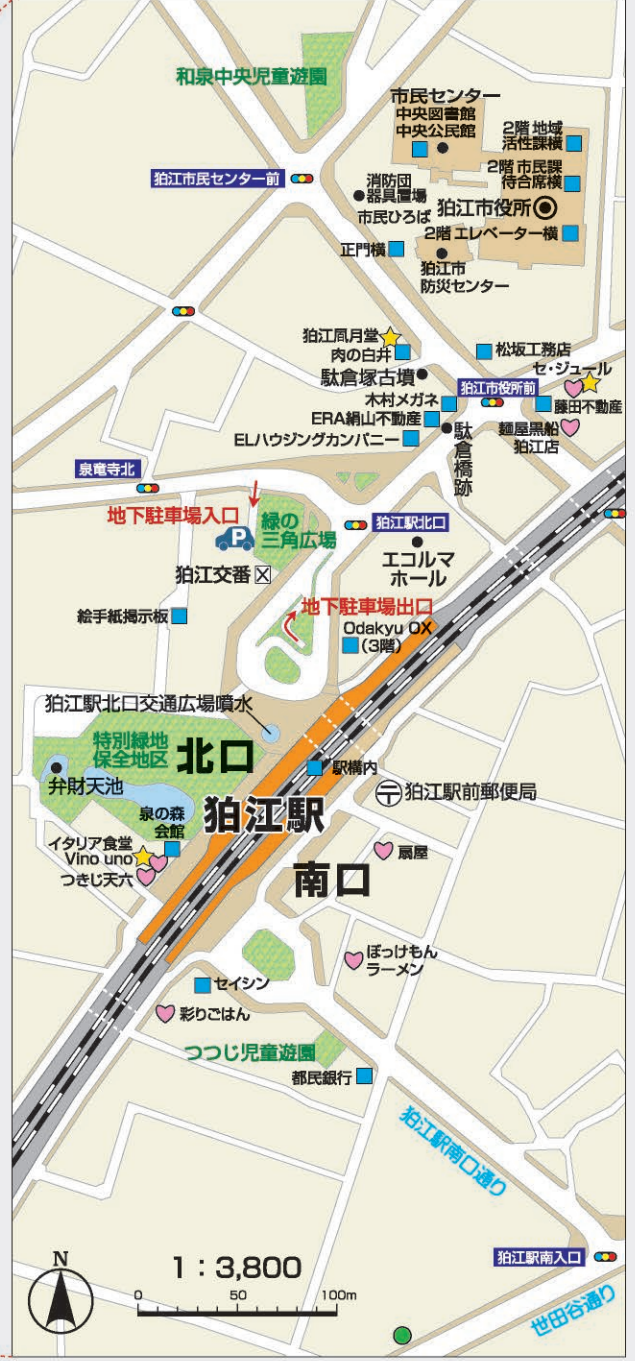 和泉中央児童遊園
市民センター
中央図書館
中央公民館
2階 地域
活性課横
2階 市民課
待合席横
狛江市民センター前
消防団
器具置場
市民ひろば
狛江市役所
2階 エレベーター横
正門横
狛江市
防災センター
狛江凮月堂
肉の白井
松坂工務店
セ・ジュール
駄倉塚古墳
狛江市役所前
木村メガネ
藤田不動産
ERA絹山不動産
麺屋黒船
狛江店
ELハウジングカンパニー
駄倉橋跡
泉竜寺北
地下駐車場入口
緑の
三角広場
狛江駅北口
P
エコルマ
ホール
狛江交番
地下駐車場出口
絵手紙掲示板
Odakyu OX
(3階)
狛江駅北口交通広場噴水
特別緑地
保全地区
北口
駅構内
弁財天池
狛江駅前郵便局
泉の森
会館
狛江駅
イタリア食堂
Vino uno
つきじ天六
扇屋
南口
ぼっけもん
ラーメン
セイシン
彩りごはん
つつじ児童遊園
都民銀行
狛江駅南口通り
狛江駅南入口
世田谷通り
N
1:3,800
0 50 100m